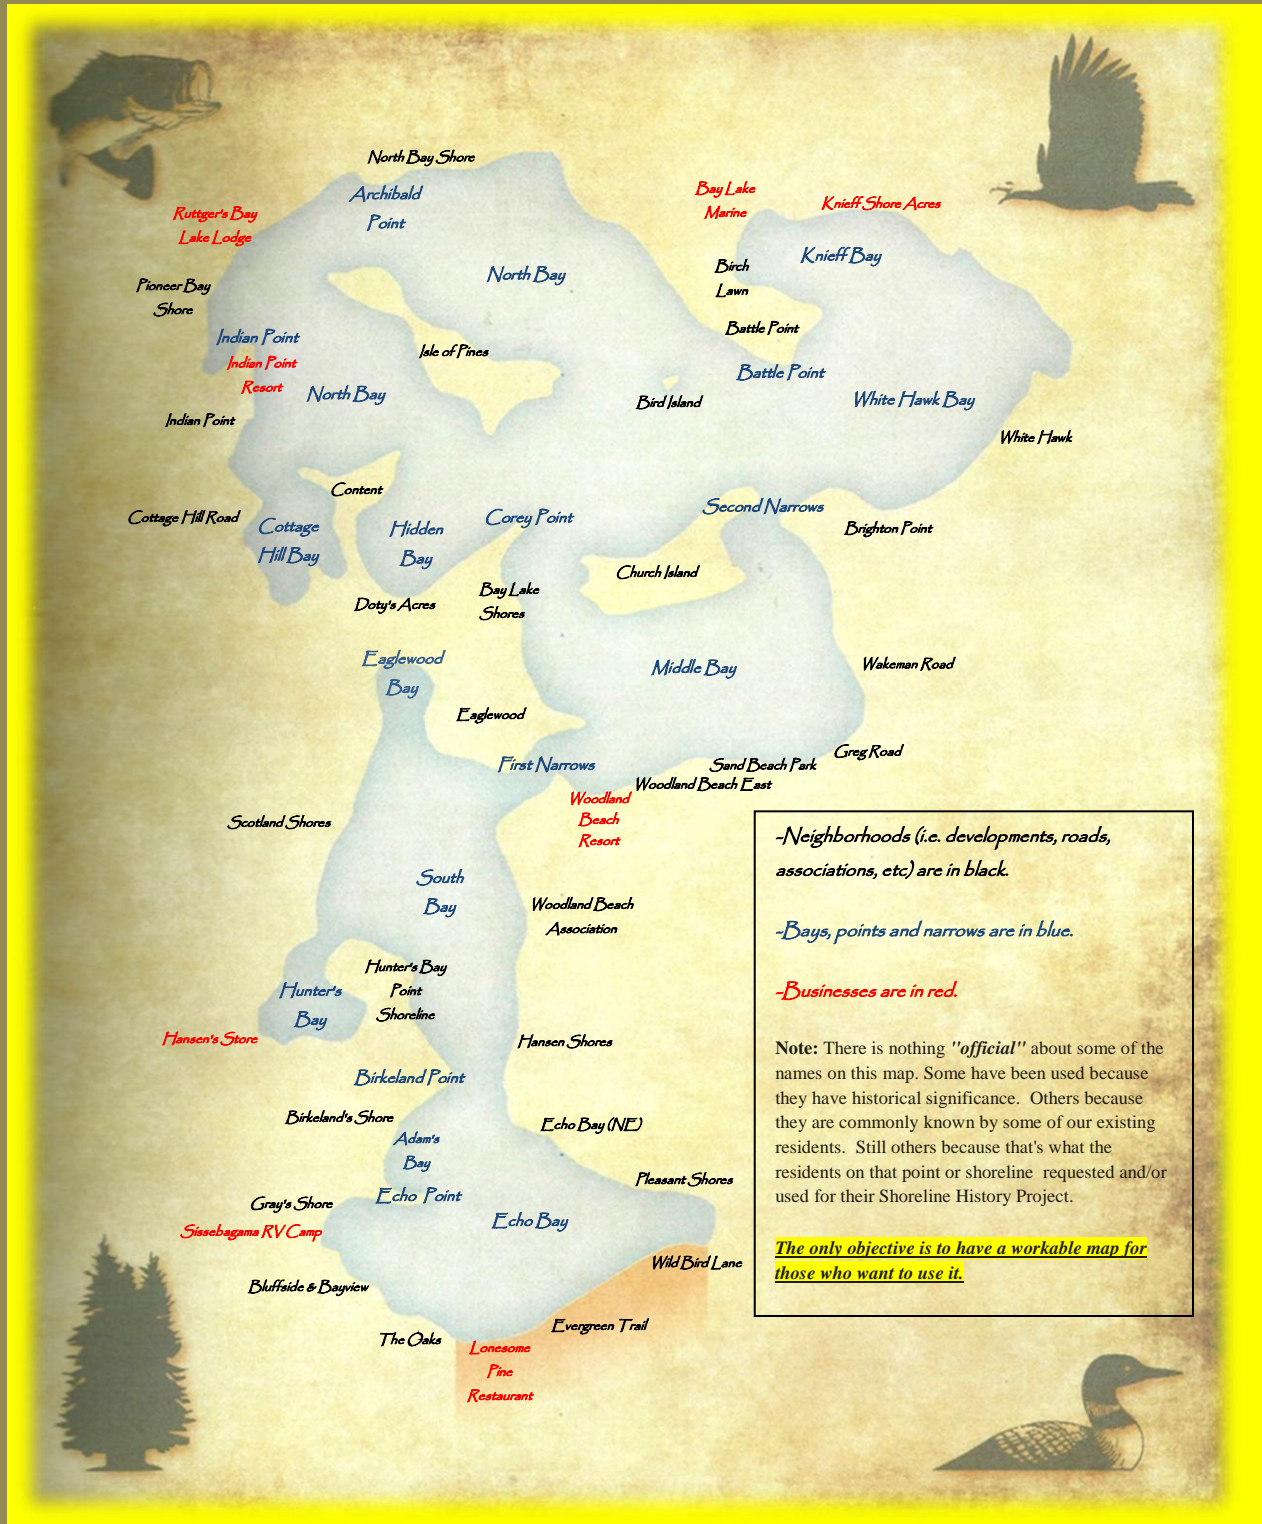 North Bay Shore
Archibald
Point
Bay Lake
Marine
Knieff Shore Acres
Ruttger's Bay
Lake Lodge
Knieff Bay
Birch
Lawn
North Bay
Pioneer Bay
Shore
Battle Point
Indian Point
Indian Point
Resort
Isle of Pines
Battle Point
North Bay
Bird Island
White Hawk Bay
Indian Point
White Hawk
Content
Cottage Hill Road
Cottage
Hill Bay
Hidden
Bay
Corey Point
Second Narrows
Brighton Point
Church Island
Bay Lake
Shores
Doty's Acres
Eaglewood
Bay
Middle Bay
Wakeman Road
Eaglewood
Greg Road
First Narrows
Sand Beach Park
Woodland Beach East
Woodland
Beach
Resort
Scotland Shores
South
Bay
Woodland Beach
Association
Hunter's Bay
Point
Shoreline
Hunter's
Bay
Hansen's Store
Hansen Shores
Birkeland Point
Birkeland's Shore
Echo Bay (NE)
Adam's
Bay
Pleasant Shores
Echo Point
Gray's Shore
Sissebagama RV Camp
Echo Bay
Wild Bird Lane
Bluffside & Bayview
Evergreen Trail
The Oaks
Lonesome
Pine
Restaurant
-Neighborhoods (i.e. developments, roads,
associations, etc) are in black.
-Bays, points and narrows are in blue.
-Businesses are in red.
Note: There is nothing "official" about some of the
names on this map. Some have been used because
they have historical significance. Others because
they are commonly known by some of our existing
residents. Still others because that's what the
residents on that point or shoreline requested and/or
used for their Shoreline History Project.
The only objective is to have a workable map for
those who want to use it.